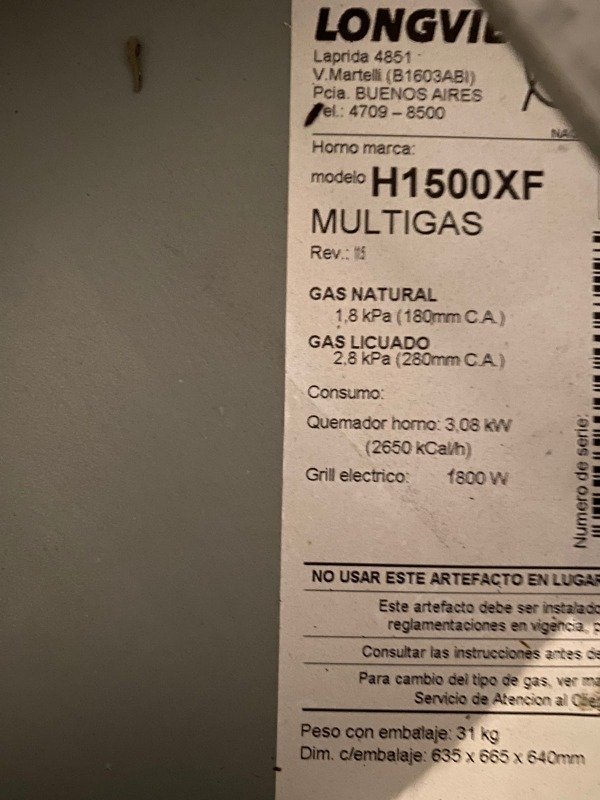 LONGVIE
Laprida 4851
V.Martelli (B1603ABI)
Pcia. BUENOS AIRES
Tel.: 4709 – 8500
Horno marca:
modelo H1500XF
MULTIGAS
Rev.:
GAS NATURAL
1,8 kPa (180mm C.A.)
GAS LICUADO
2,8 kPa (280mm C.A.)
Consumo:
Quemador horno: 3,08 kW
(2650 kCal/h)
Grill electrico: 1800 W
Numero de serie:
NO USAR ESTE ARTEFACTO EN LUGAR
Este artefacto debe ser instalado
reglamentaciones en vigencia, p
Consultar las instrucciones antes de
Para cambio del tipo de gas, ver ma
Servicio de Atencion al
Peso con embalaje: 31 kg
Dim. c/embalaje: 635 x 665 x 640mm